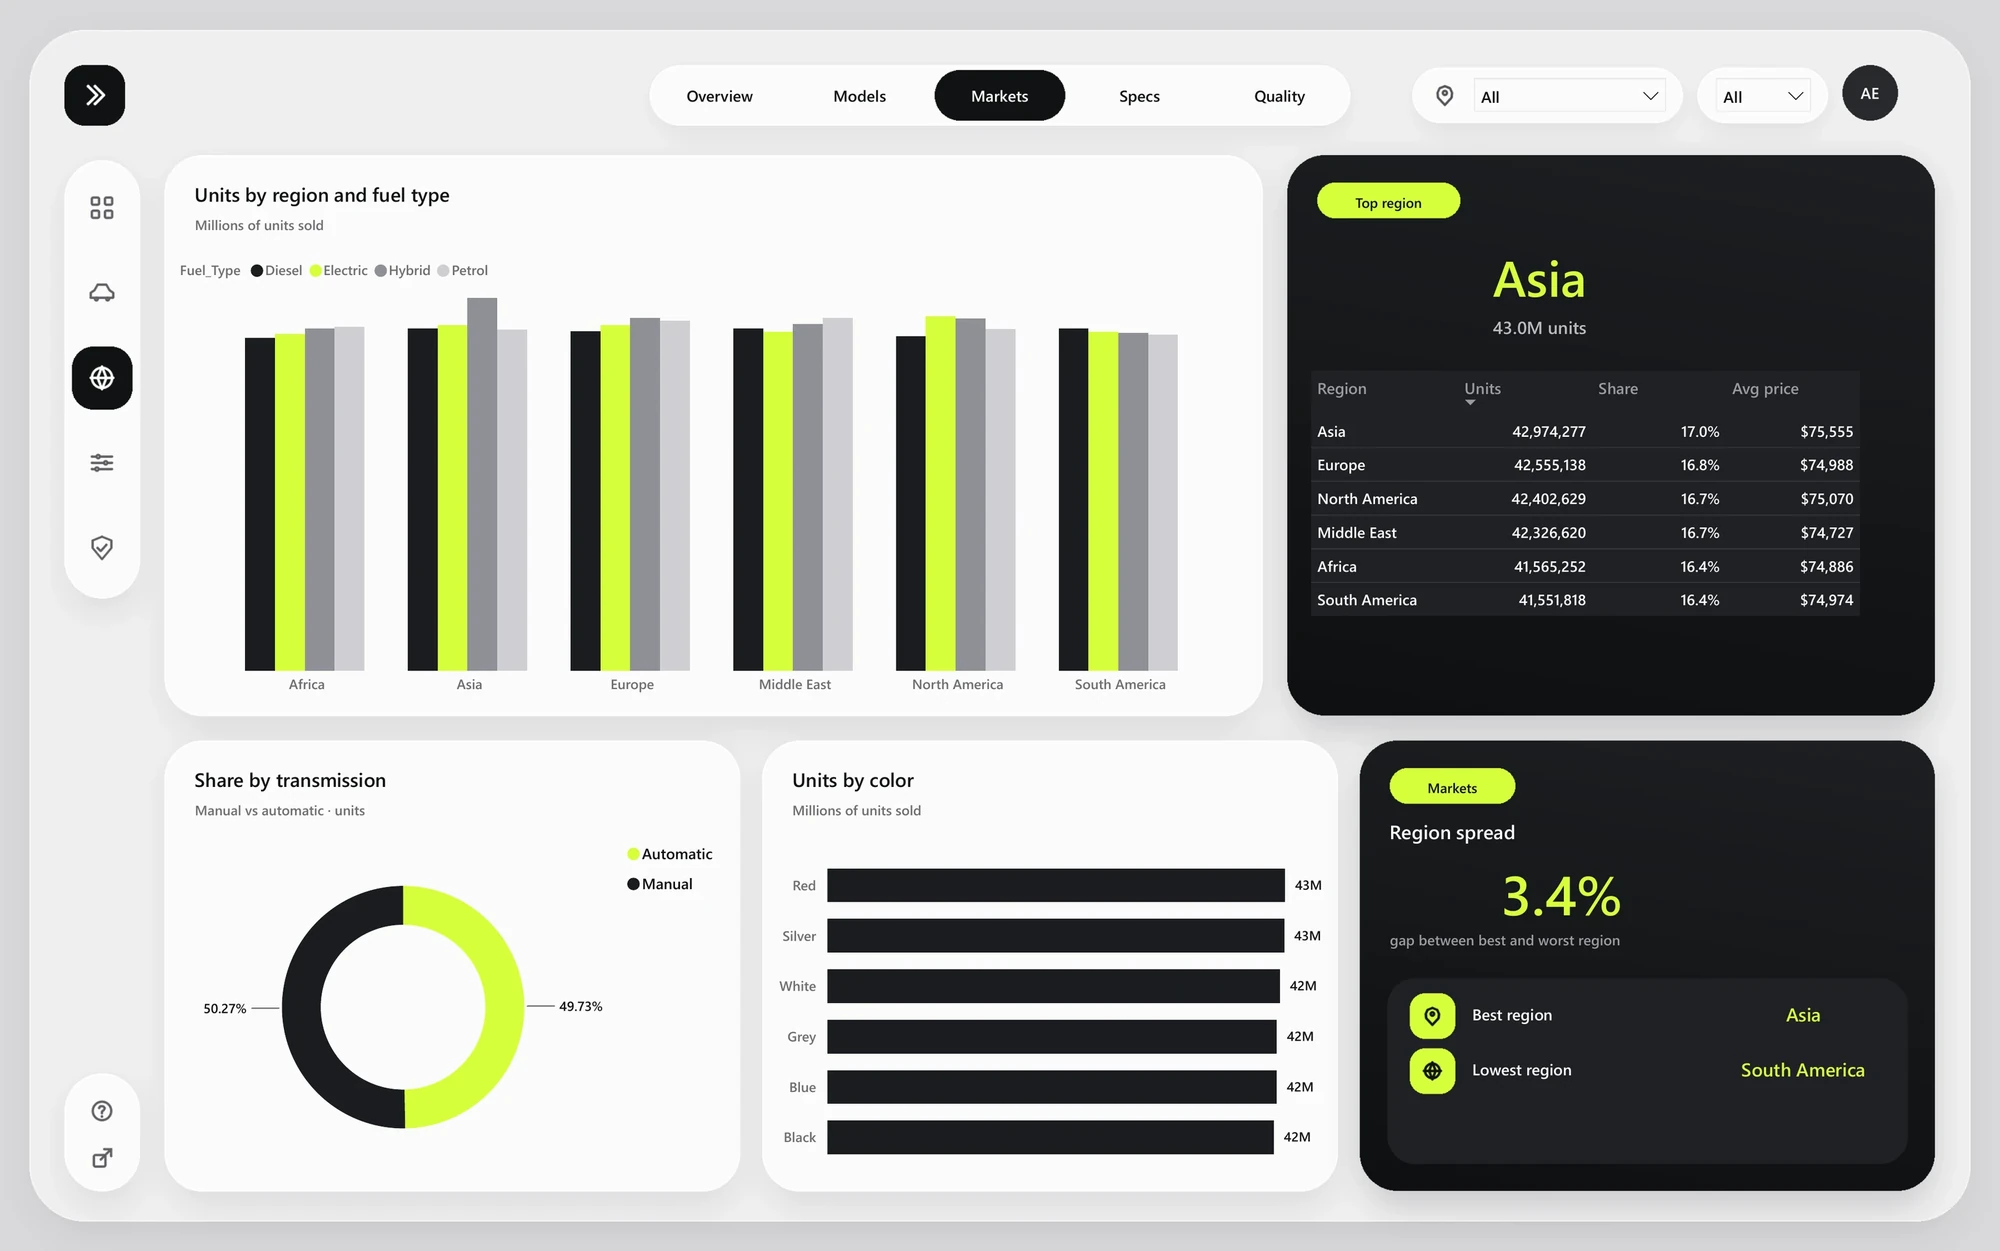 Overview Models Markets Specs Quality
All
All
AE
Units by region and fuel type
Millions of units sold
Fuel_Type Diesel Electric Hybrid Petrol
Africa Asia Europe Middle East North America South America
Top region
Asia
43.0M units
Region Units Share Avg price
Asia 42,974,277 17.0% $75,555
Europe 42,555,138 16.8% $74,988
North America 42,402,629 16.7% $75,070
Middle East 42,326,620 16.7% $74,727
Africa 41,565,252 16.4% $74,886
South America 41,551,818 16.4% $74,974
Share by transmission
Manual vs automatic · units
Automatic
Manual
50.27% 49.73%
Units by color
Millions of units sold
Red 43M
Silver 43M
White 42M
Grey 42M
Blue 42M
Black 42M
Markets
Region spread
3.4%
gap between best and worst region
Best region Asia
Lowest region South America